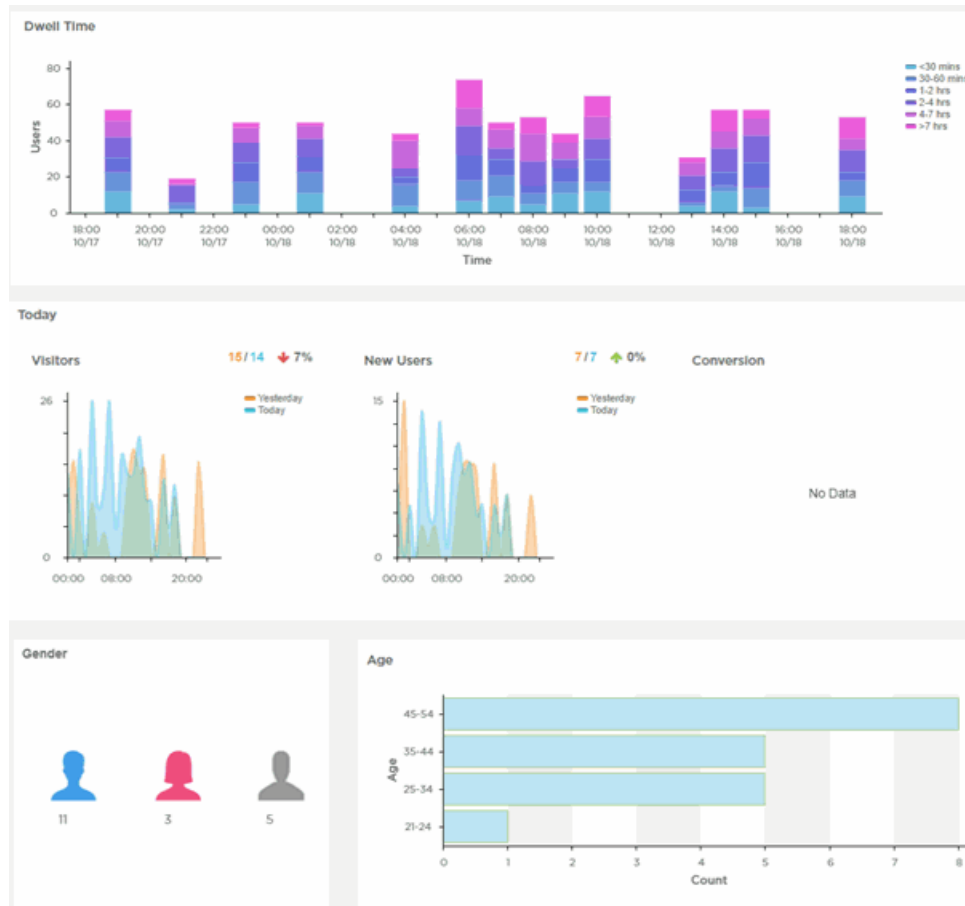 Dwell Time
80
60
40
20
0
Users
18:00 20:00 22:00 00:00 02:00 04:00 06:00 08:00 10:00 12:00 14:00 16:00 18:00
10/17 10/17 10/17 10/18 10/18 10/18 10/18 10/18 10/18 10/18 10/18 10/18 10/18
Time
<30 mins
30-60 mins
1-2 hrs
2-4 hrs
4-7 hrs
>7 hrs
Today
Visitors 15/14 7%
Yesterday
Today
26
0
00:00 08:00 20:00
New Users 7/7 0%
Yesterday
Today
15
0
00:00 08:00 20:00
Conversion
No Data
Gender
11 3 5
Age
Age
45-54
35-44
25-34
21-24
0 1 2 3 4 5 6 7 8
Count